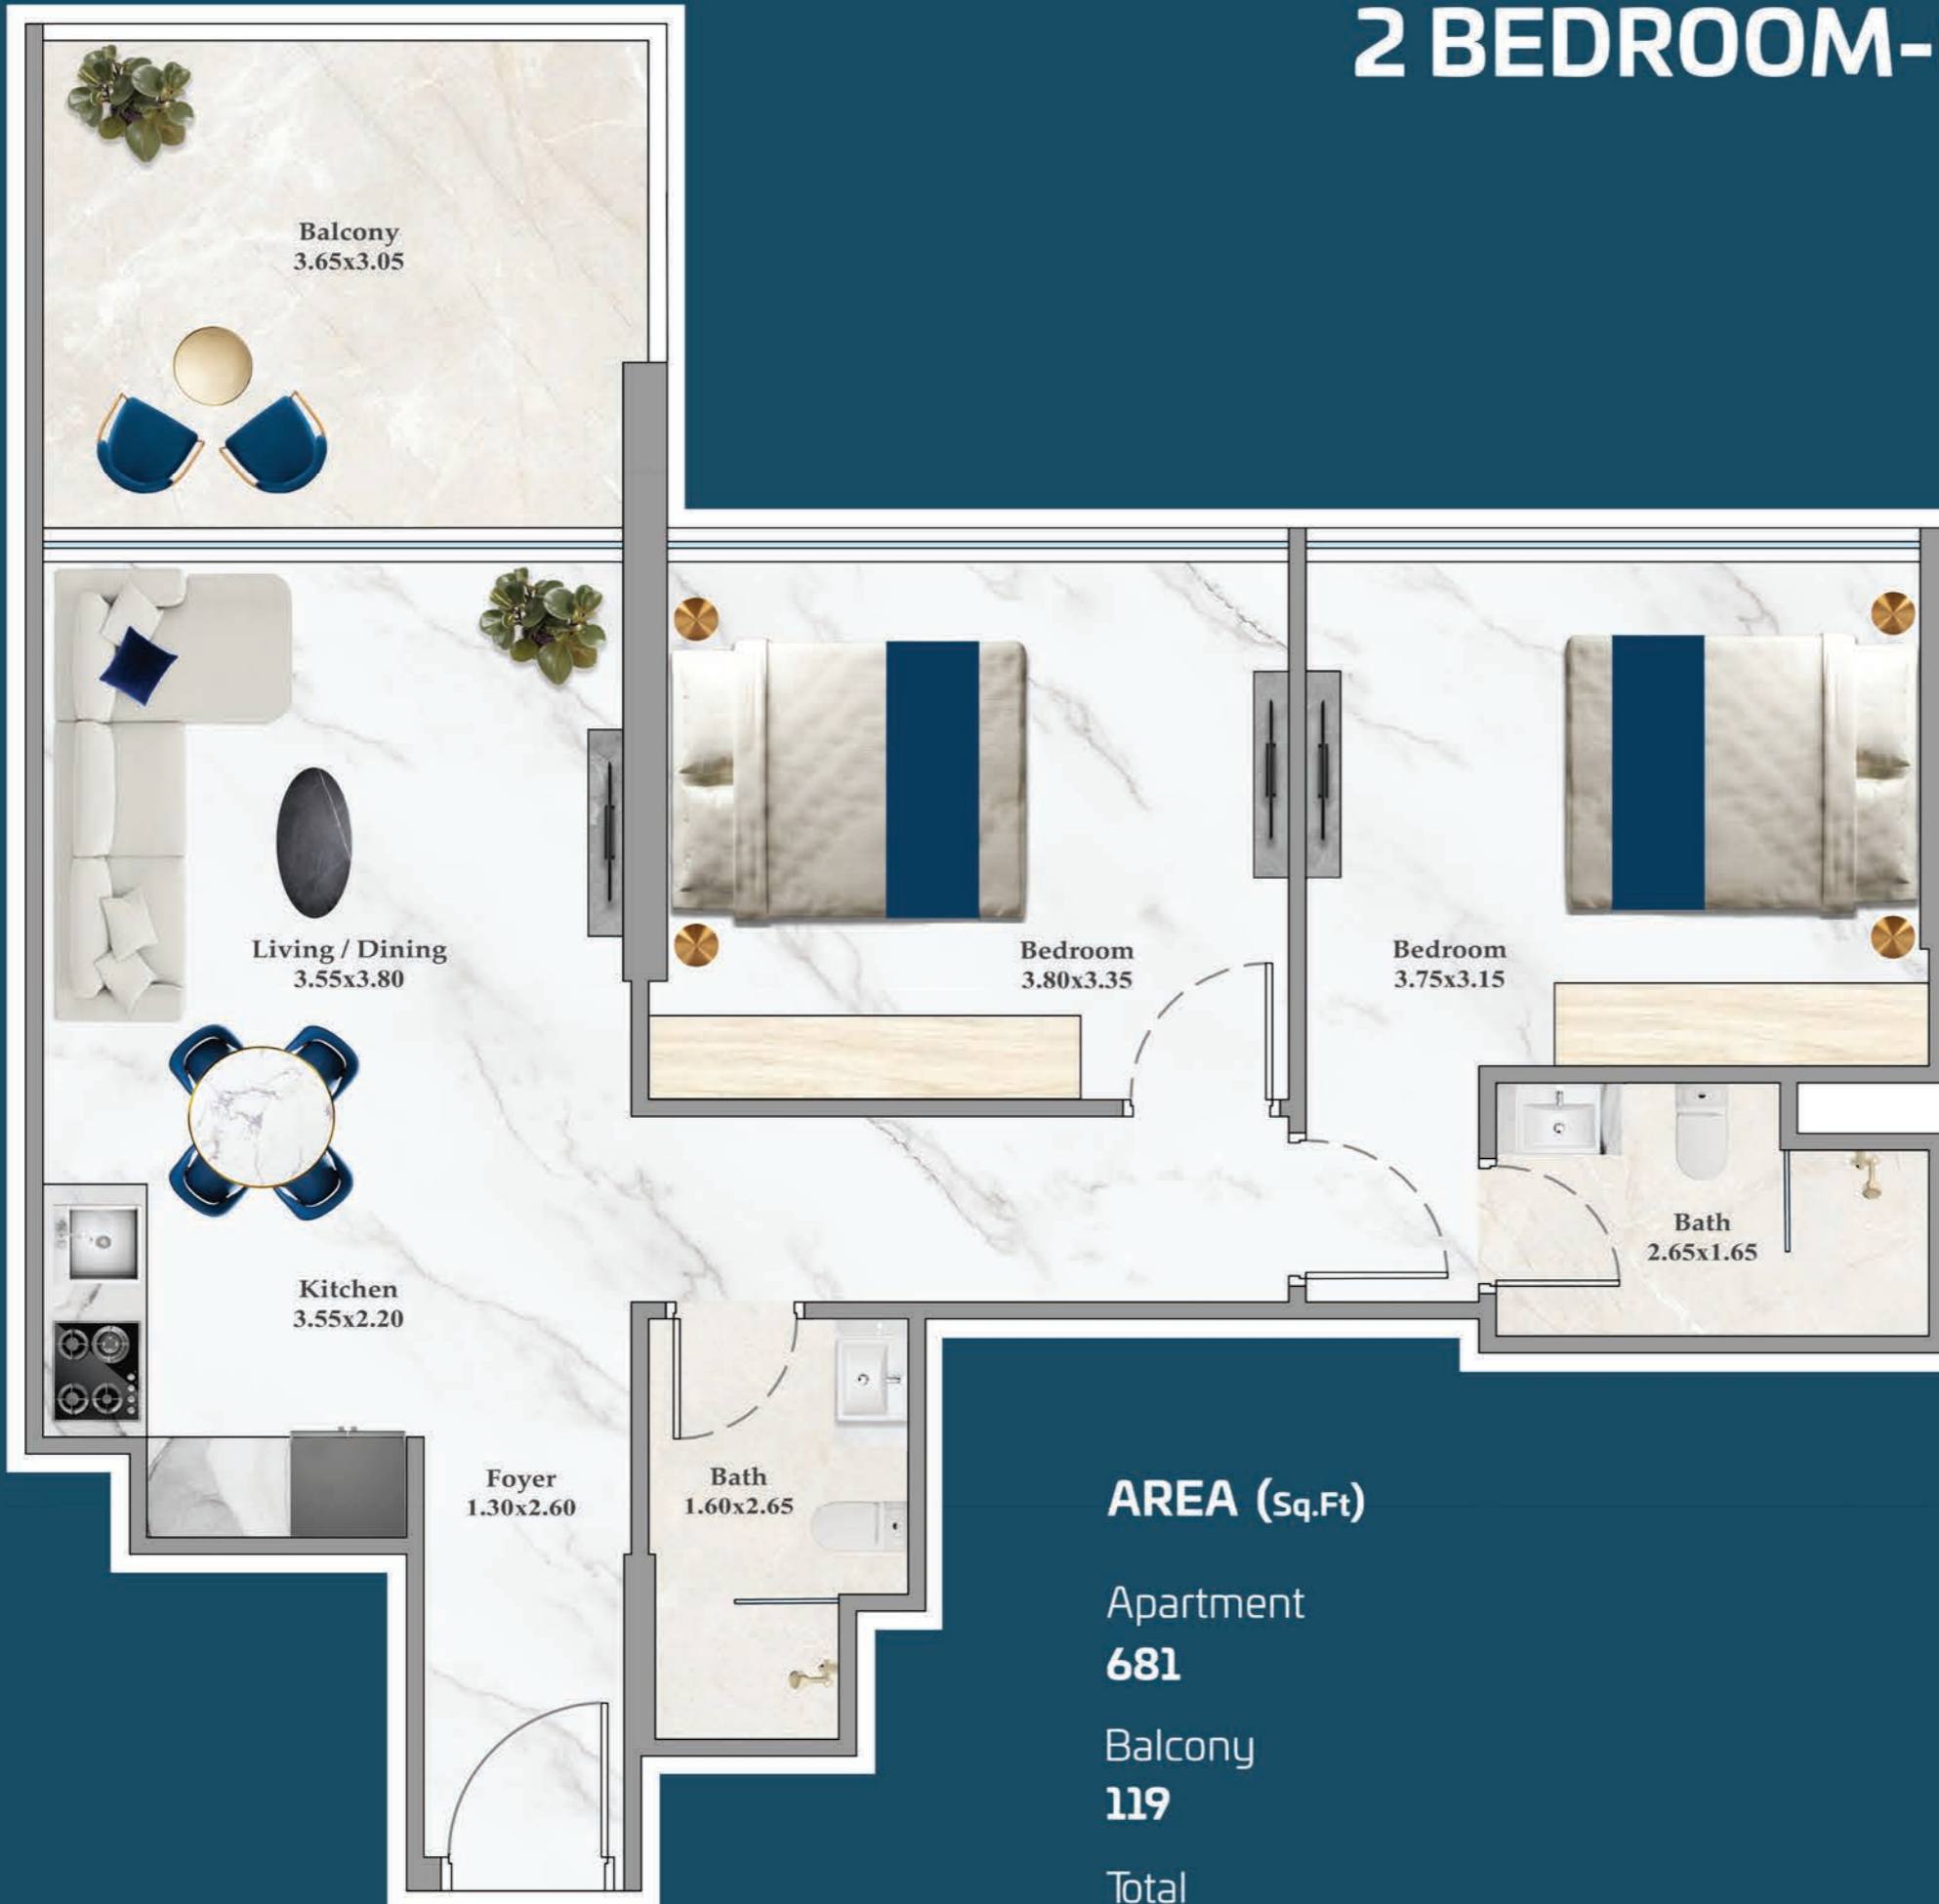 2 BEDROOM-
Balcony
3.65x3.05
Living / Dining
3.55x3.80
Bedroom
3.80x3.35
Bedroom
3.75x3.15
Bath
2.65x1.65
Kitchen
3.55x2.20
Foyer
1.30x2.60
Bath
1.60x2.65
AREA (Sq.Ft)
Apartment
681
Balcony
119
Total